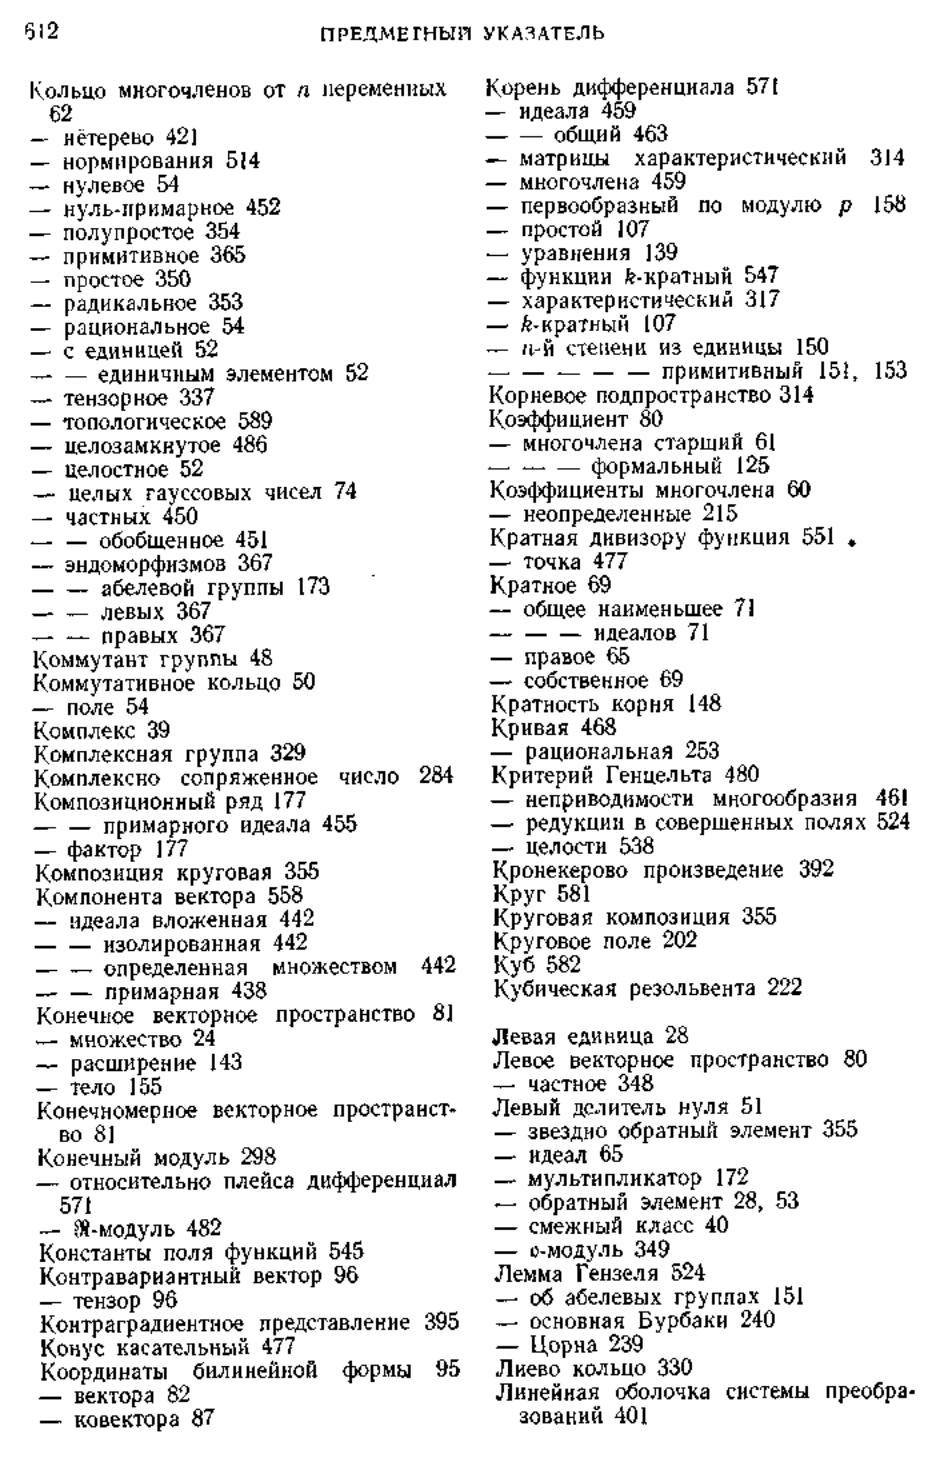 612
ПРЕДМЕТНЫЙ УКАЗАТЕЛЬ
Кольцо многочленов от n переменных
62
— нётерево 421
— нормирования 514
— нулевое 54
— нуль-примарное 452
— полупростое 354
— примитивное 365
— простое 350
— радикальное 353
— рациональное 54
— с единицей 52
— — единичным элементом 52
— тензорное 337
— топологическое 589
— целозамкнутое 486
— целостное 52
— целых гауссовых чисел 74
— частных 450
— — обобщенное 451
— эндоморфизмов 367
— — абелевой группы 173
— — левых 367
— — правых 367
Коммутант группы 48
Коммутативное кольцо 50
— поле 54
Комплекс 39
Комплексная группа 329
Комплексно сопряженное число 284
Композиционный ряд 177
— — примарного идеала 455
— фактор 177
Композиция круговая 355
Компонента вектора 558
— идеала вложенная 442
— — изолированная 442
— — определенная множеством 442
— — примарная 438
Конечное векторное пространство 81
— множество 24
— расширение 143
— тело 155
Конечномерное векторное пространст-
во 81
Конечный модуль 298
— относительно плейса дифференциал
571
— ℜ-модуль 482
Константы поля функций 545
Контравариантный вектор 96
— тензор 96
Контраградиентное представление 395
Конус касательный 477
Координаты билинейной формы 95
— вектора 82
— ковектора 87
Корень дифференциала 571
— идеала 459
— — общий 463
— матрицы характеристический 314
— многочлена 459
— первообразный по модулю p 158
— простой 107
— уравнения 139
— функции k-кратный 547
— характеристический 317
— k-кратный 107
— n-й степени из единицы 150
— — — — — примитивный 151, 153
Корневое подпространство 314
Коэффициент 80
— многочлена старший 61
— — — формальный 125
Коэффициенты многочлена 60
— неопределенные 215
Кратная дивизору функция 551
— точка 477
Кратное 69
— общее наименьшее 71
— — — идеалов 71
— правое 65
— собственное 69
Кратность корня 148
Кривая 468
— рациональная 253
Критерий Генцельта 480
— неприводимости многообразия 461
— редукции в совершенных полях 524
— целости 538
Кронекерово произведение 392
Круг 581
Круговая композиция 355
Круговое поле 202
Куб 582
Кубическая резольвента 222
Левая единица 28
Левое векторное пространство 80
— частное 348
Левый делитель нуля 51
— звездно обратный элемент 355
— идеал 65
— мультипликатор 172
— обратный элемент 28, 53
— смежный класс 40
— o-модуль 349
Лемма Гензеля 524
— об абелевых группах 151
— основная Бурбаки 240
— Цорна 239
Лиево кольцо 330
Линейная оболочка системы преобра-
зований 401